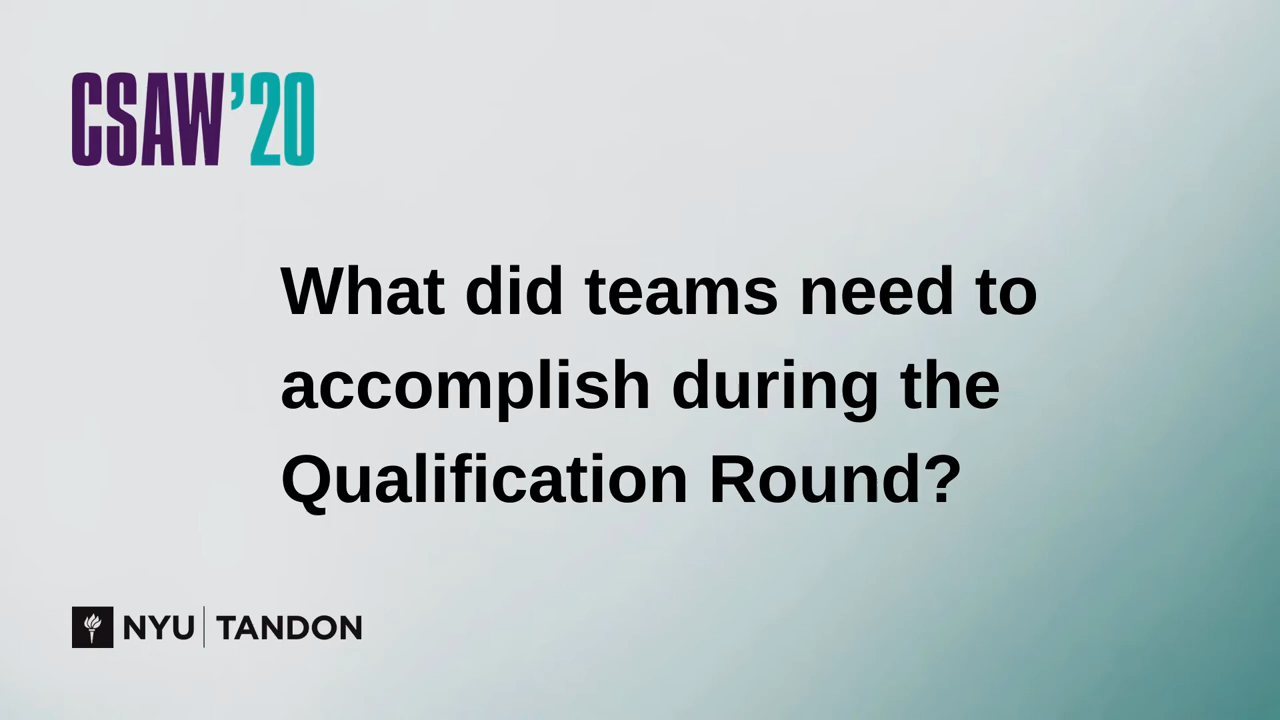 CSAW'20
What did teams need to
accomplish during the
Qualification Round?
NYU TANDON